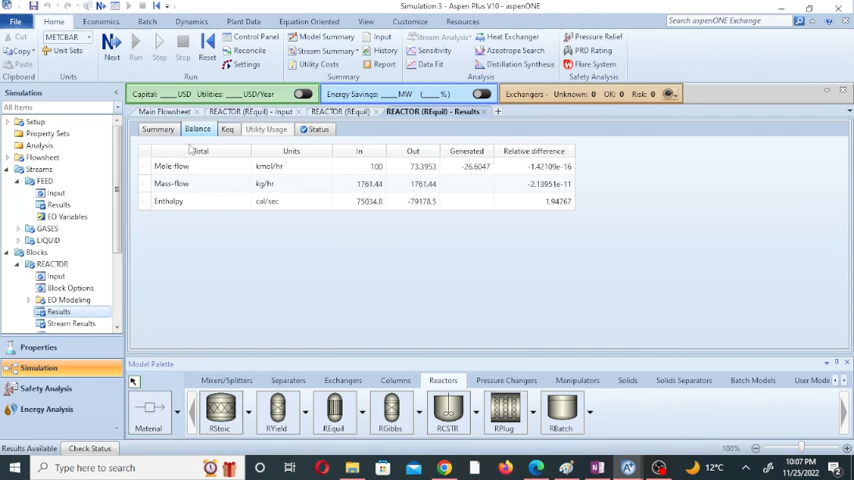 Simulation 3 - Aspen Plus V10 - aspenONE
File Home Economics Batch Dynamics Plant Data Equation Oriented View Customize Resources Search aspenONE Exchange
Cut METCBAR Control Panel Model Summary Input Stream Analysis Heat Exchanger Pressure Relief
Copy Unit Sets Next Run Step Stop Reset Reconcile Stream Summary History Sensitivity Azeotrope Search PRD Rating
Paste Settings Utility Costs Report Data Fit Distillation Synthesis Flare System
Clipboard Units Run Summary Analysis Safety Analysis
Simulation Capital: ____USD Utilities: ____USD/Year Energy Savings: ____MW (____%) Exchangers - Unknown: 0 OK: 0 Risk: 0
All Items Main Flowsheet REACTOR (REquil) - Input REACTOR (REquil) REACTOR (REquil) - Results
Setup
Property Sets
Analysis
Flowsheet
Streams
FEED
Input
Results
EO Variables
GASES
LIQUID
Blocks
REACTOR
Input
Block Options
EO Modeling
Results
Stream Results
Summary Balance Keq Utility Usage Status
Total Units In Out Generated Relative difference
Mole-flow kmol/hr 100 73.3953 -26.6047 -1.42109e-16
Mass-flow kg/hr 1761.44 1761.44 -2.13951e-11
Enthalpy cal/sec 75034.8 -79178.5 1.94767
Properties
Simulation
Safety Analysis
Energy Analysis
Model Palette
Mixers/Splitters Separators Exchangers Columns Reactors Pressure Changers Manipulators Solids Solids Separators Batch Models User Mode
Material RStoic RYield REquil RGibbs RCSTR RPlug RBatch
Results Available Check Status 100%
Type here to search 12°C 10:07 PM
11/25/2022 2